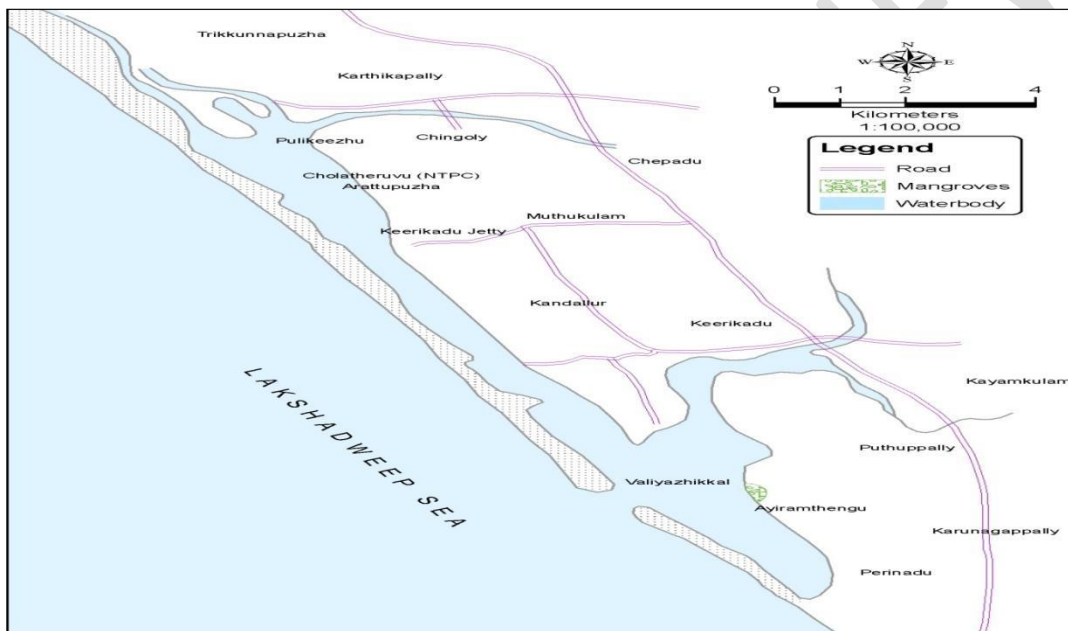 Trikkunnapuzha
N
W E
S
Karthikapally
0 2 4
Kilometers
1:100,000
Pulikeezhu
Chingoly
Legend
Chepadu
Road
Cholatheruvu (NTPC)
Arattupuzha
Mangroves
Waterbody
Muthukulam
Keerikadu Jetty
Kandallur
Keerikadu
Kayamkulam
LAKSHADWEEP SEA
Puthuppally
Valiyazhikkal
Ayiramthengu
Karunagappally
Perinadu